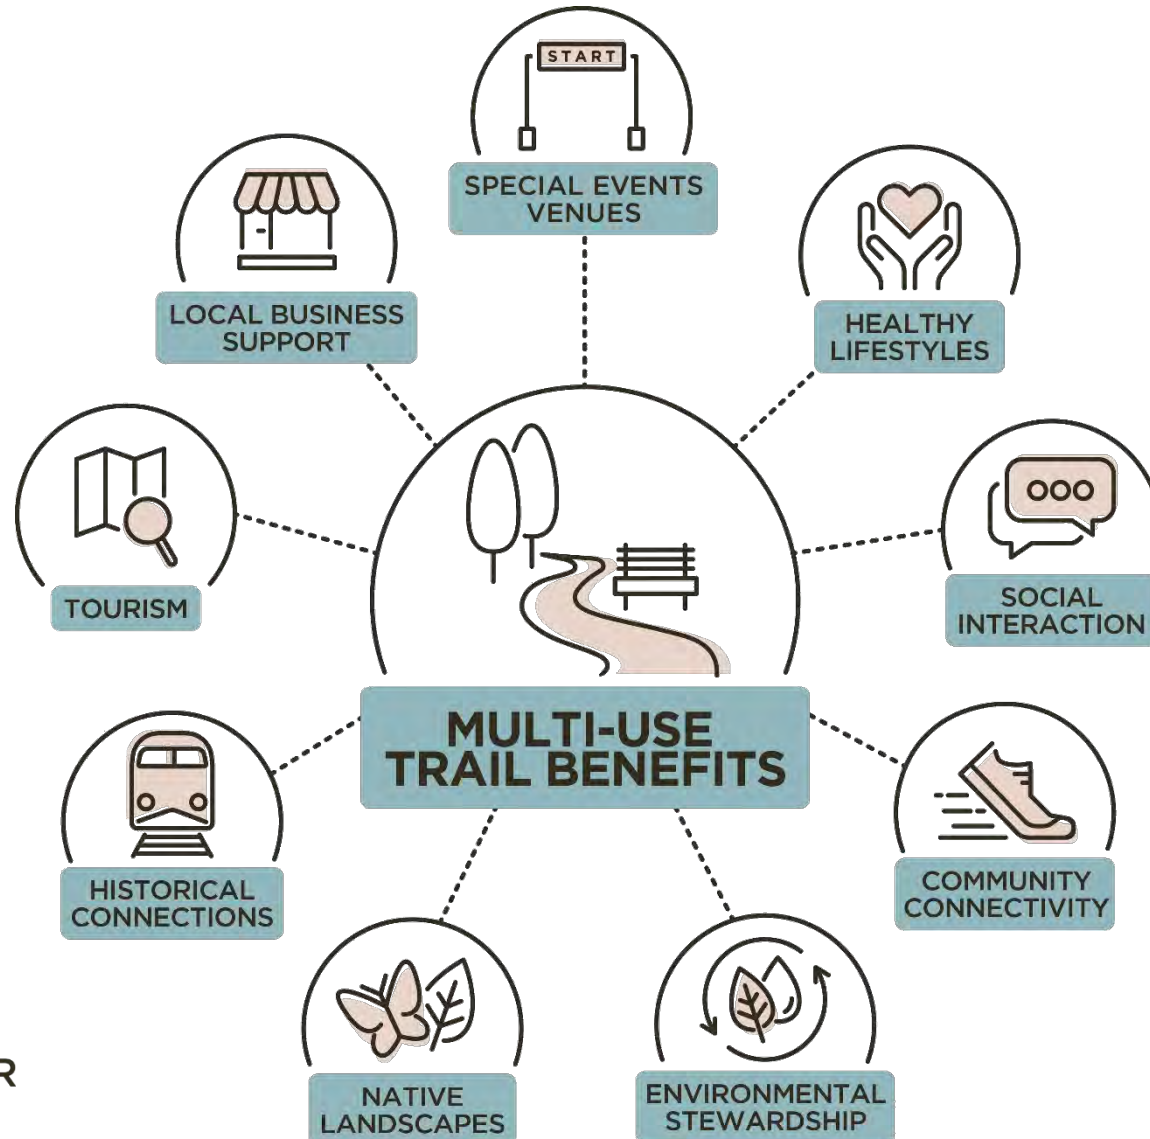 START
SPECIAL EVENTS
VENUES
LOCAL BUSINESS
SUPPORT
HEALTHY
LIFESTYLES
TOURISM
SOCIAL
INTERACTION
MULTI-USE
TRAIL BENEFITS
HISTORICAL
CONNECTIONS
COMMUNITY
CONNECTIVITY
NATIVE
LANDSCAPES
ENVIRONMENTAL
STEWARDSHIP
R